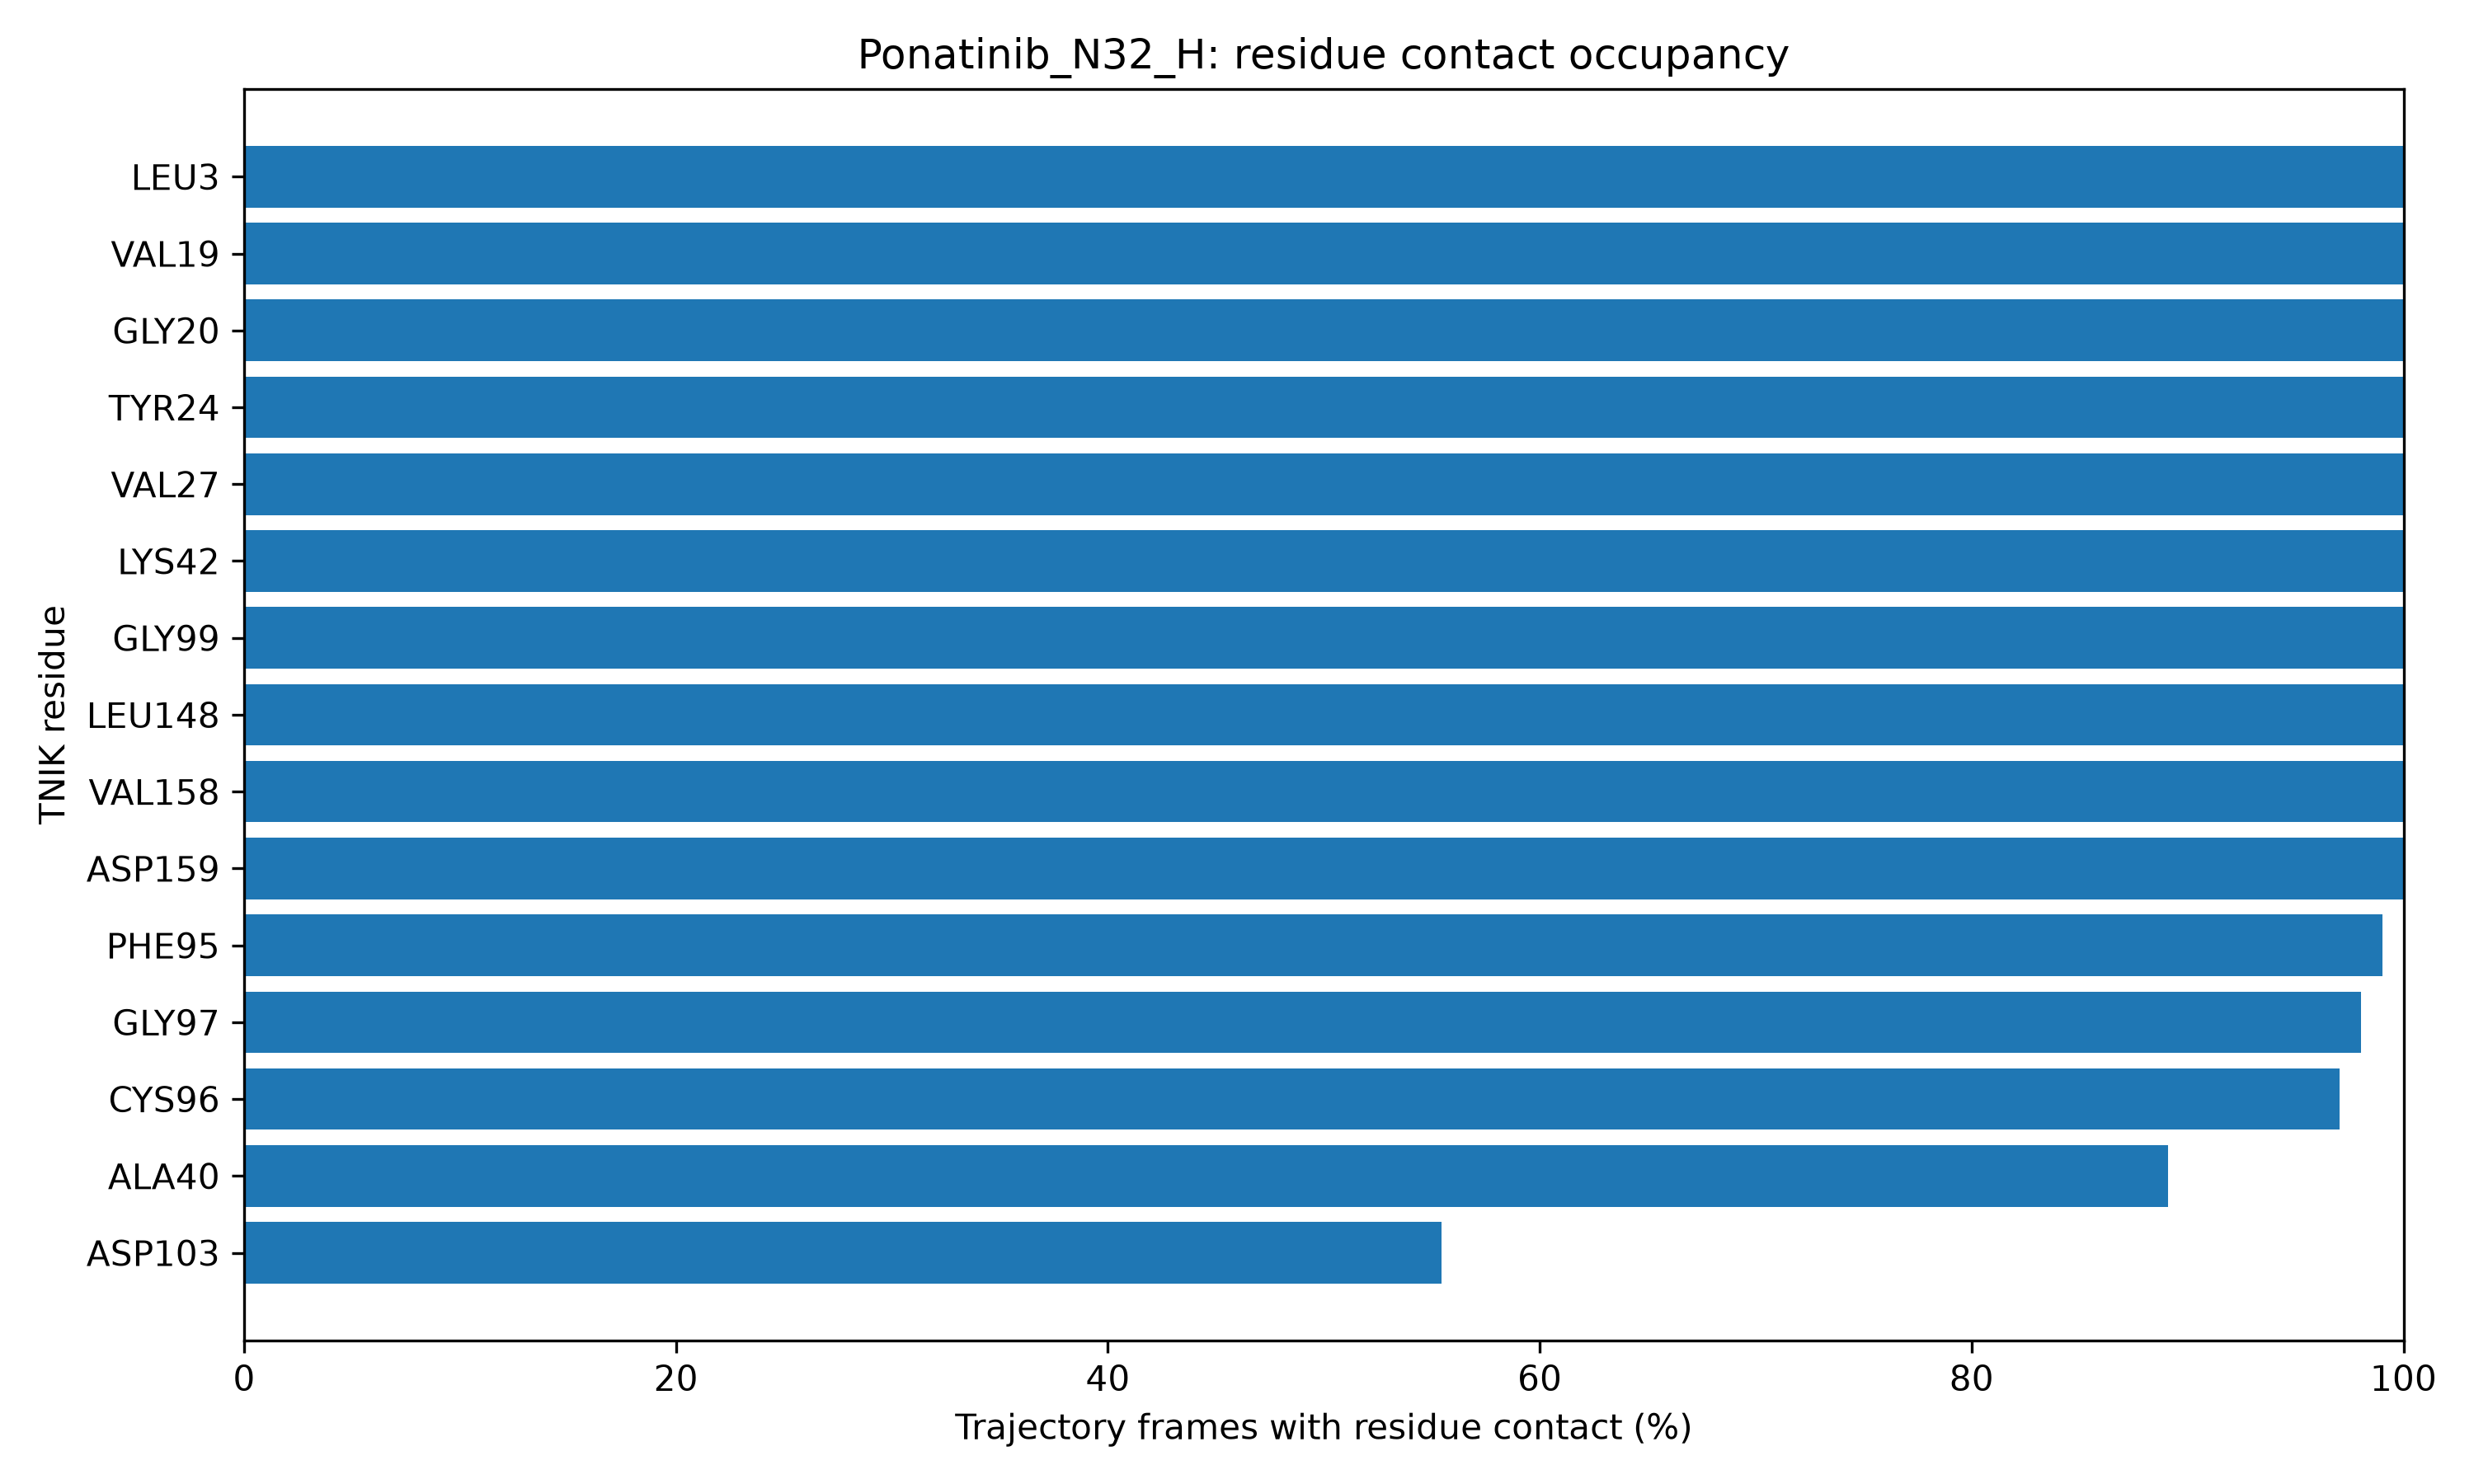 Ponatinib_N32_H: residue contact occupancy
TNIK residue
LEU3
VAL19
GLY20
TYR24
VAL27
LYS42
GLY99
LEU148
VAL158
ASP159
PHE95
GLY97
CYS96
ALA40
ASP103
0 20 40 60 80 100
Trajectory frames with residue contact (%)